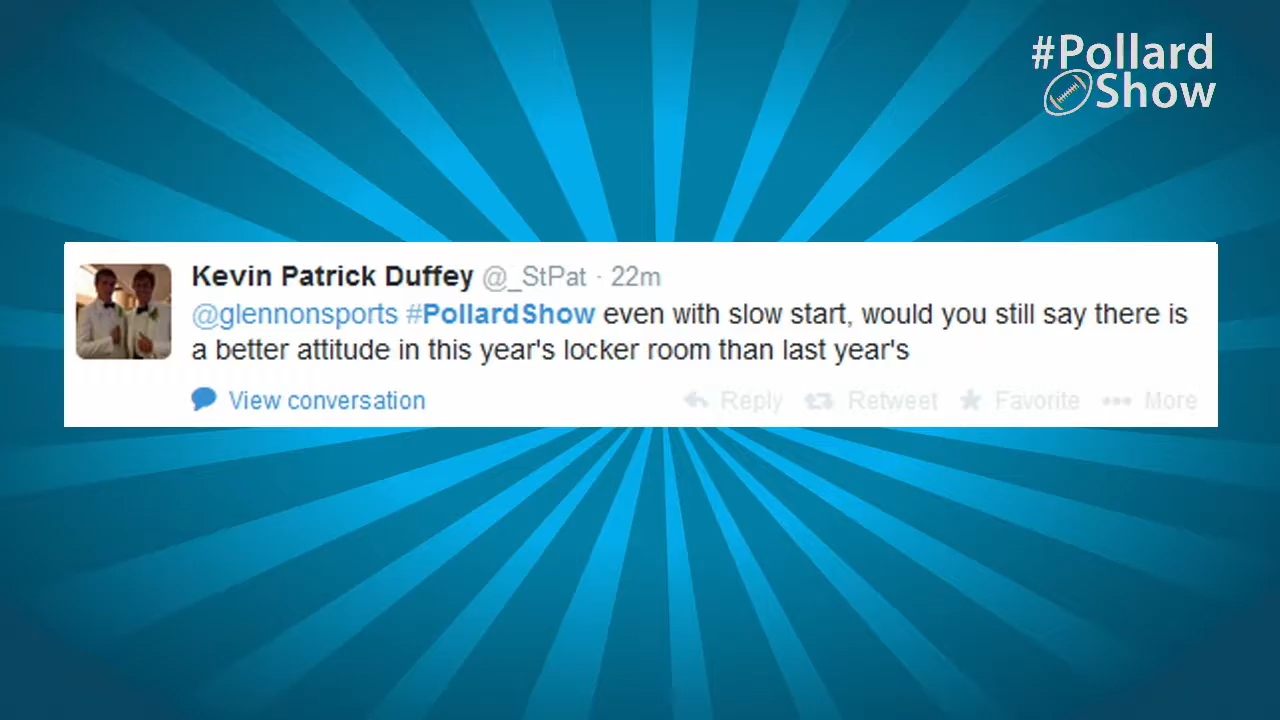 #Pollard
Show
Kevin Patrick Duffey @_StPat · 22m
@glennonsports #PollardShow even with slow start, would you still say there is
a better attitude in this year's locker room than last year's
View conversation Reply Retweet Favorite More